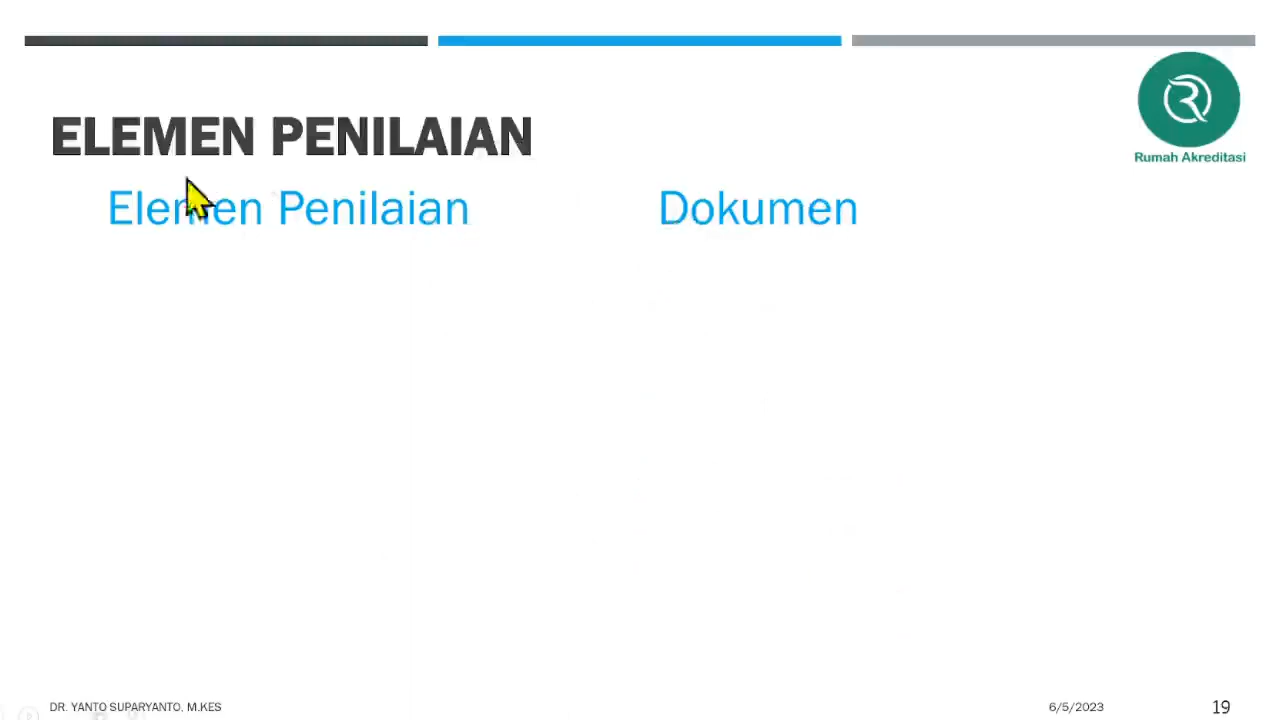 Rumah Akreditasi
ELEMEN PENILAIAN
Elemen Penilaian
Dokumen
DR. YANTO SUPARYANTO, M.KES
6/5/2023
19